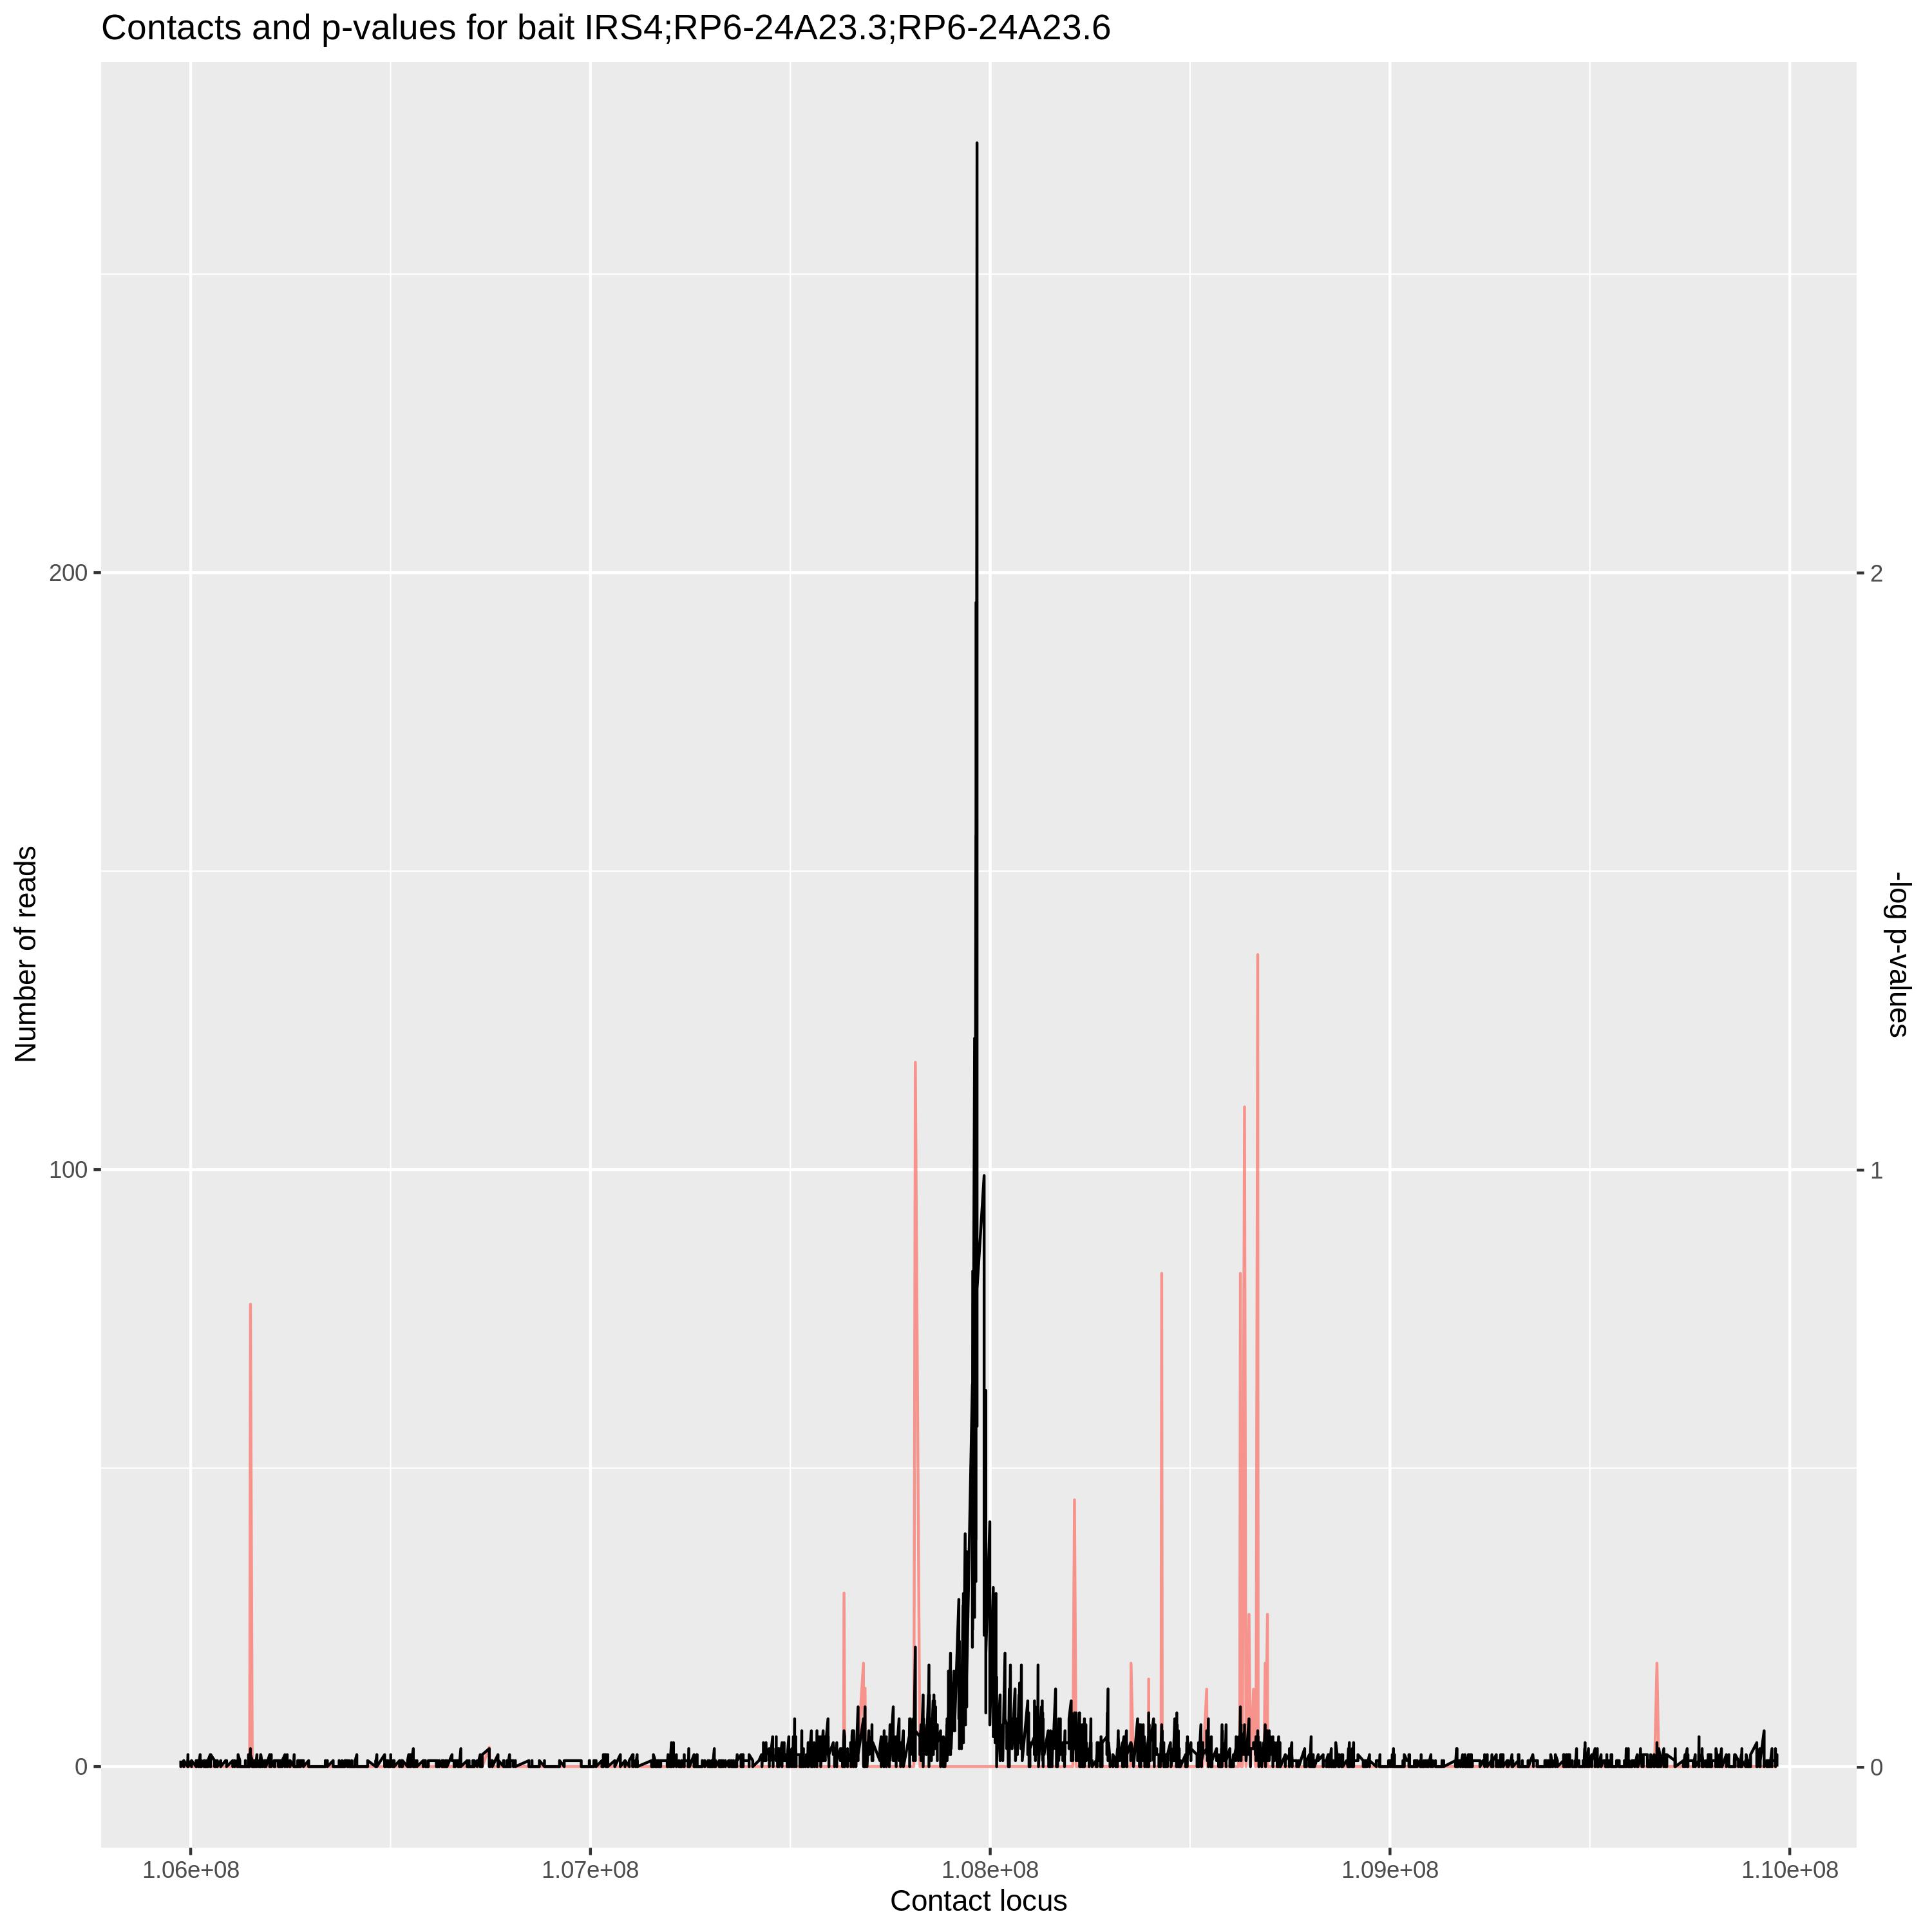 Contacts and p-values for bait IRS4;RP6-24A23.3;RP6-24A23.6
Number of reads
200
100
0
2
1
0
-log p-values
1.06e+08
1.07e+08
1.08e+08
1.09e+08
1.10e+08
Contact locus